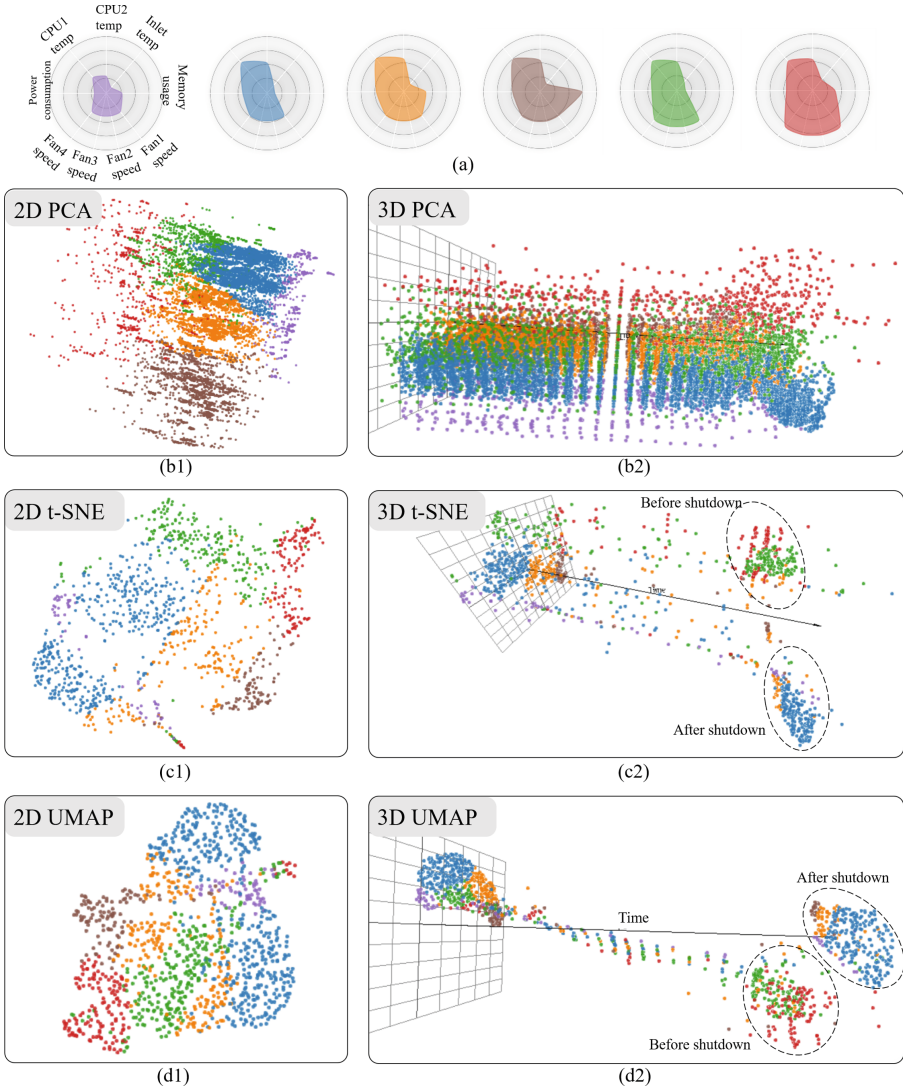 CPU1
temp
CPU2
temp
Inlet
temp
Power
consumption
Memory
usage
Fan4
speed
Fan3
speed
Fan2
speed
Fan1
speed
(a)
2D PCA
3D PCA
(b1)
(b2)
2D t-SNE
3D t-SNE
Before shutdown
Time
After shutdown
(c1)
(c2)
2D UMAP
3D UMAP
After shutdown
Time
Before shutdown
(d1)
(d2)